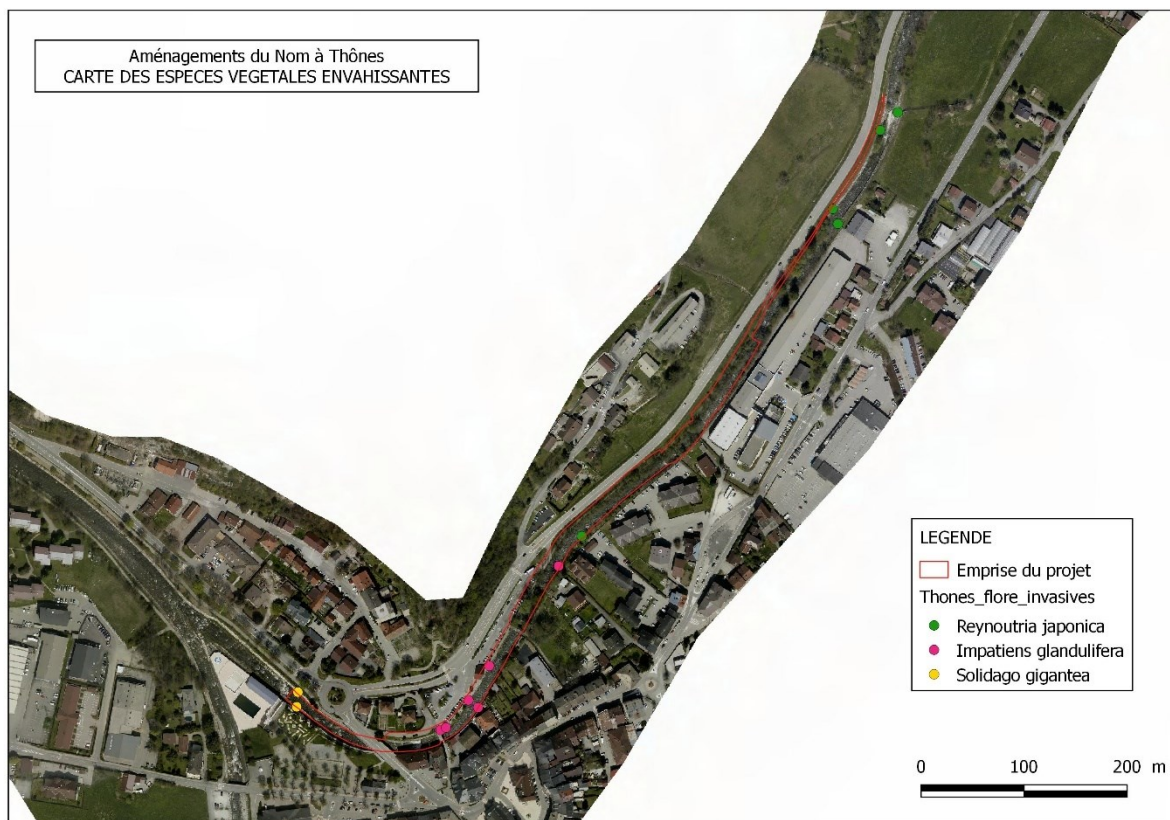 Aménagements du Nom à Thônes
CARTE DES ESPECES VEGETALES ENVAHISSANTES
LEGENDE
Emprise du projet
Thones_flore_invasives
Reynoutria japonica
Impatiens glandulifera
Solidago gigantea
0 100 200 m